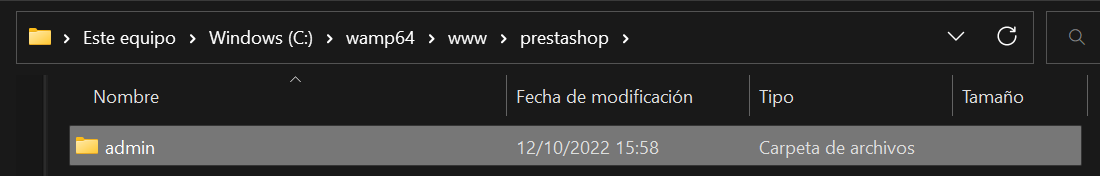 Este equipo > Windows (C:) > wamp64 > www > prestashop >
Nombre Fecha de modificación Tipo Tamaño
admin 12/10/2022 15:58 Carpeta de archivos